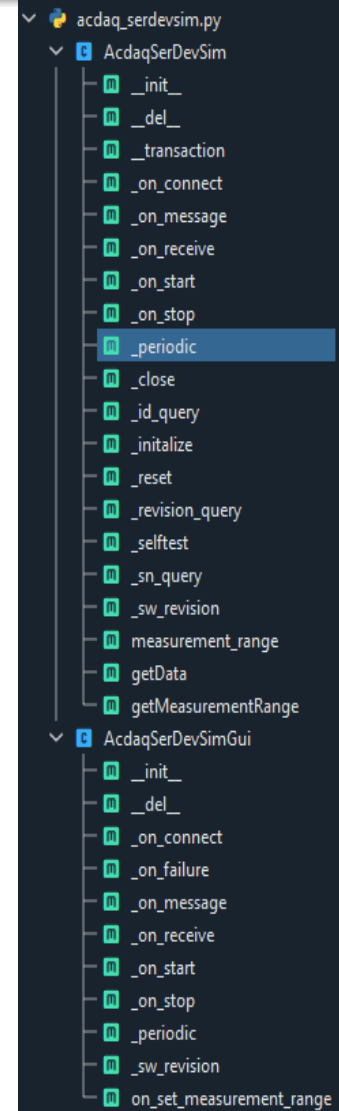 acdaq_serdevsim.py
C AcdaqSerDevSim
m __init__
m __del__
m __transaction
m _on_connect
m _on_message
m _on_receive
m _on_start
m _on_stop
m _periodic
m _close
m _id_query
m _initalize
m _reset
m _revision_query
m _selftest
m _sn_query
m _sw_revision
m measurement_range
m getData
m getMeasurementRange
C AcdaqSerDevSimGui
m __init__
m __del__
m _on_connect
m _on_failure
m _on_message
m _on_receive
m _on_start
m _on_stop
m _periodic
m _sw_revision
m on_set_measurement_range